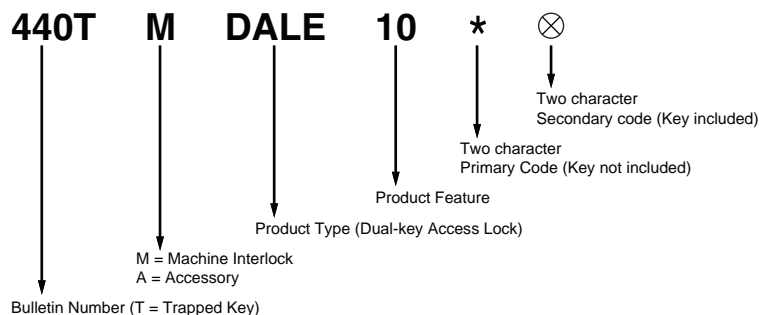 440T M DALE 10 * ⊗
Two character
Secondary code (Key included)
Two character
Primary Code (Key not included)
Product Feature
Product Type (Dual-key Access Lock)
M = Machine Interlock
A = Accessory
Bulletin Number (T = Trapped Key)